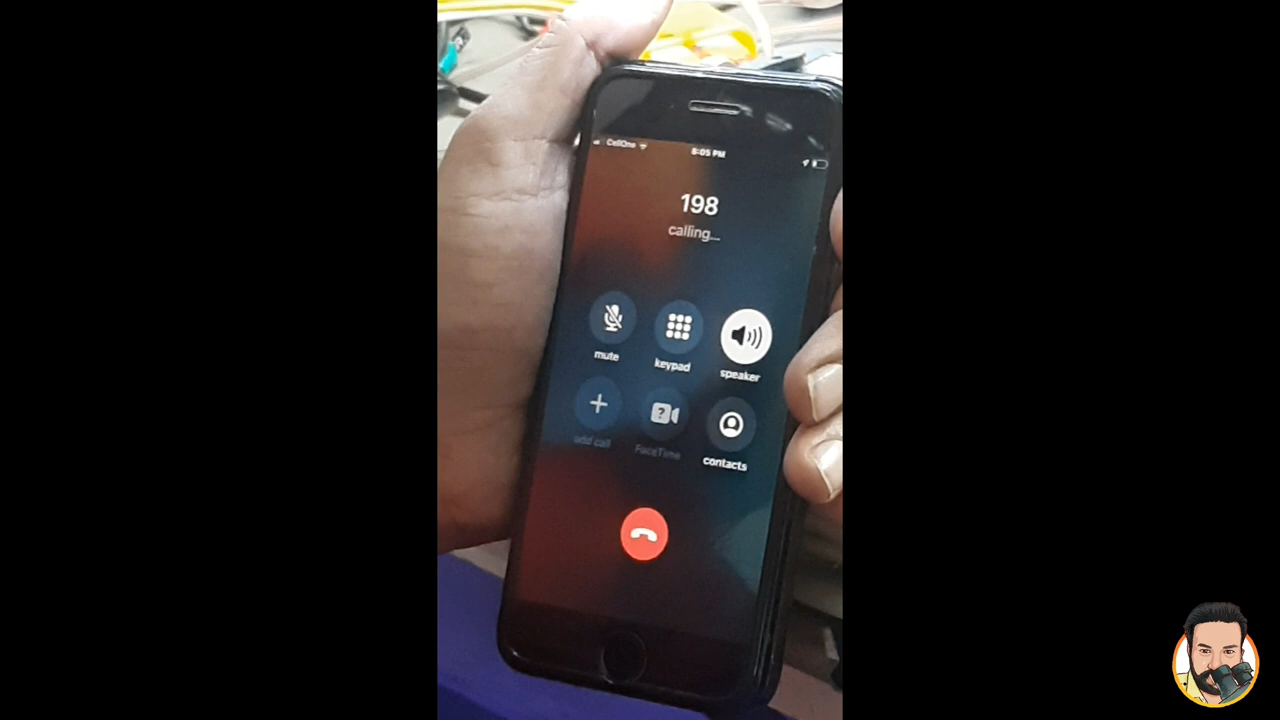 CellOne
8:05 PM
198
calling...
mute
keypad
speaker
add call
FaceTime
contacts